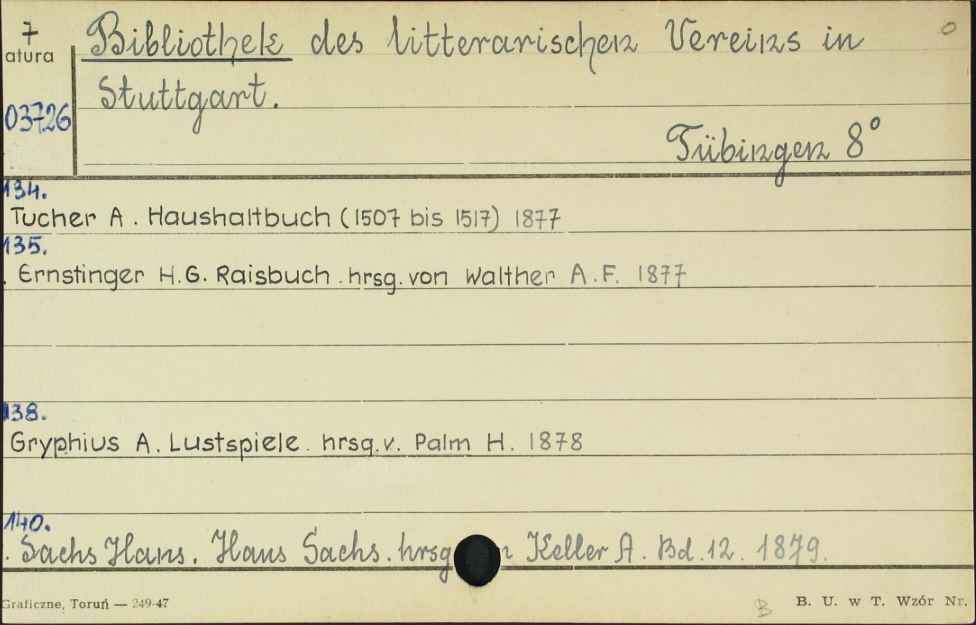 7
atura
03726
Bibliothek des litterarischen Vereins in
Stuttgart.
Tübingen 8°
134.
Tucher A. Haushaltbuch (1507 bis 1517) 1877
135.
. Ernstinger H.G. Raisbuch. hrsg. von Walther A.F. 1877
138.
Gryphius A. Lustspiele. hrsg. v. Palm H. 1878
140.
. Sachs Hans. Hans Sachs. hrsg n Keller A. Bd. 12. 1879.
Graficzne, Toruń — 249-47
B. U. w T. Wzór Nr.